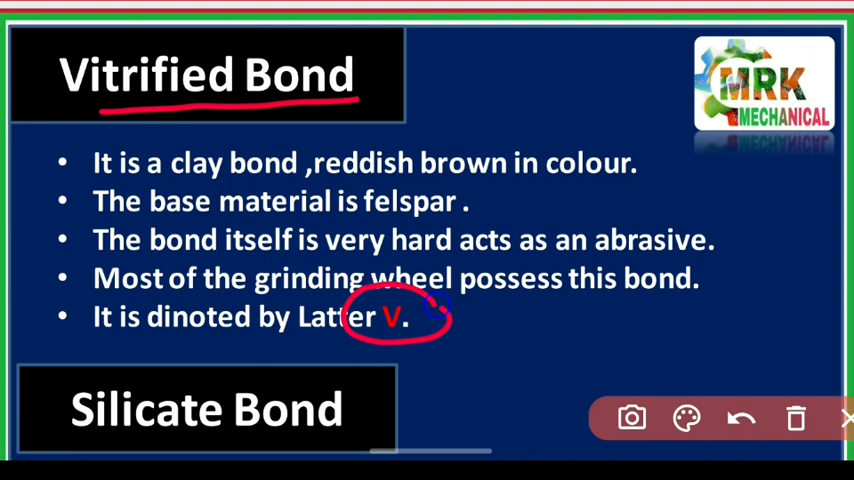 Vitrified Bond
MRK
MECHANICAL
• It is a clay bond ,reddish brown in colour.
• The base material is felspar .
• The bond itself is very hard acts as an abrasive.
• Most of the grinding wheel possess this bond.
• It is dinoted by Latter V.
Silicate Bond